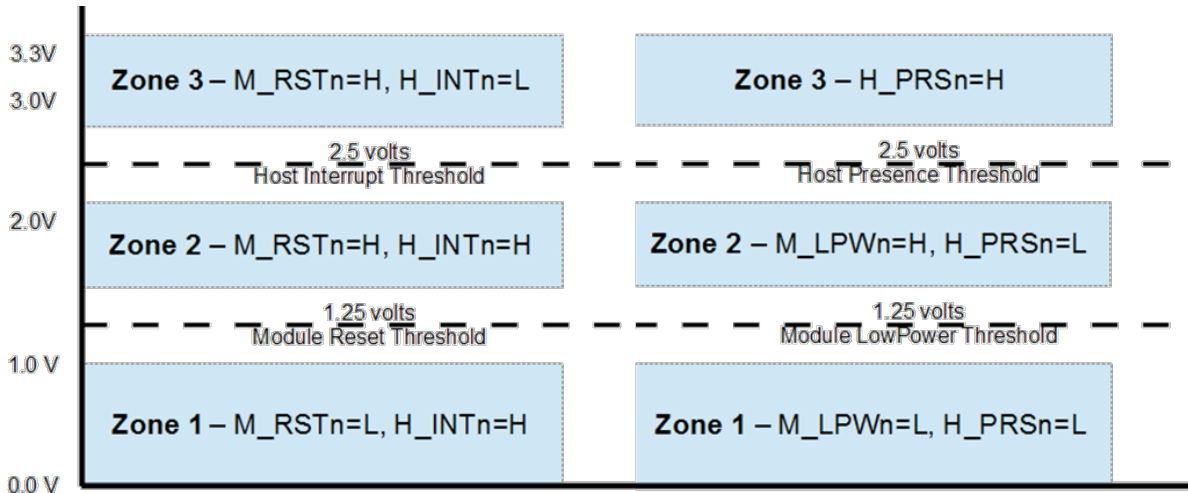 3.3V
Zone 3 – M_RSTn=H, H_INTn=L
Zone 3 – H_PRSn=H
3.0V
2.5 volts
Host Interrupt Threshold
2.5 volts
Host Presence Threshold
2.0V
Zone 2 – M_RSTn=H, H_INTn=H
Zone 2 – M_LPWn=H, H_PRSn=L
1.25 volts
Module Reset Threshold
1.25 volts
Module LowPower Threshold
1.0 V
Zone 1 – M_RSTn=L, H_INTn=H
Zone 1 – M_LPWn=L, H_PRSn=L
0.0 V